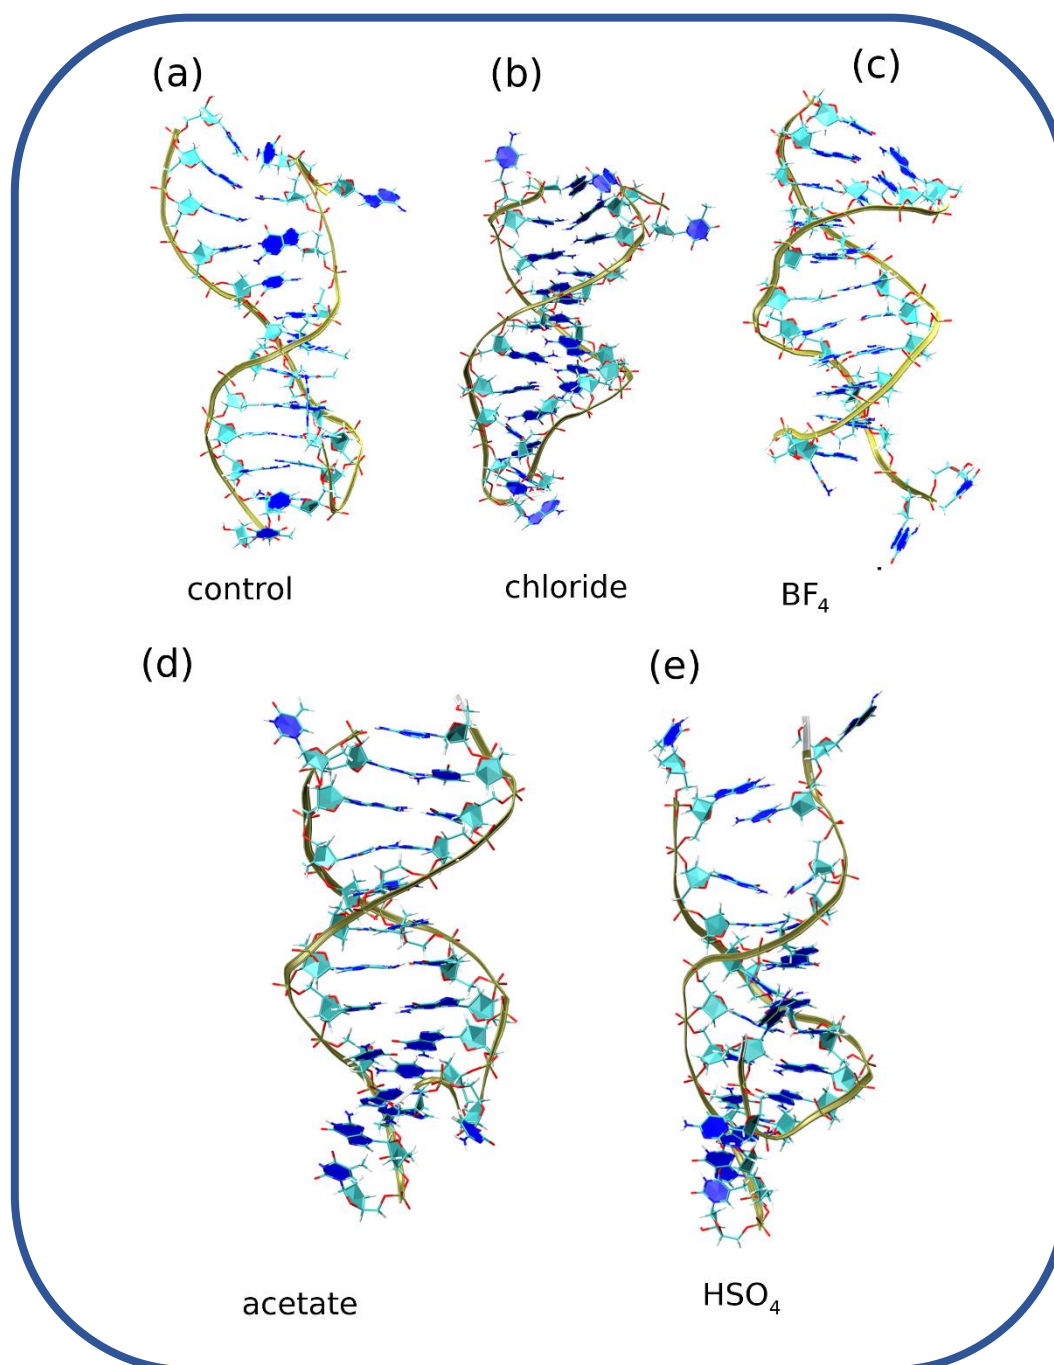 (a)
(b)
(c)
control
chloride
BF₄
(d)
(e)
acetate
HSO₄